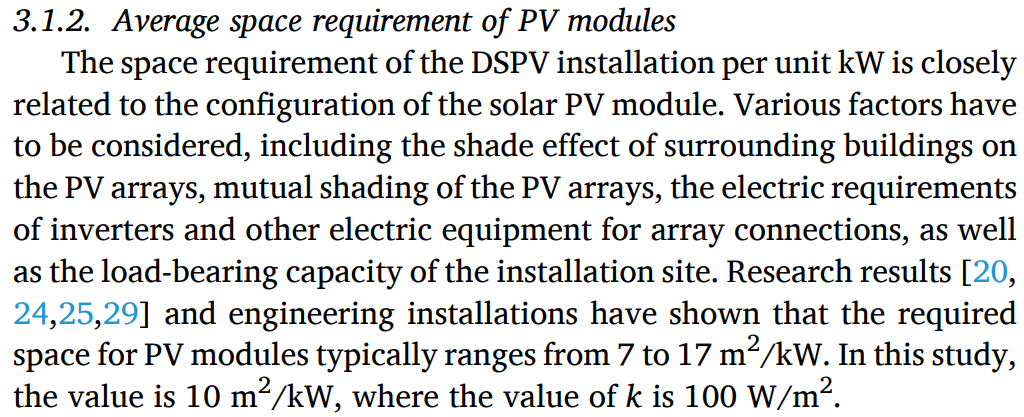 3.1.2. Average space requirement of PV modules
The space requirement of the DSPV installation per unit kW is closely
related to the configuration of the solar PV module. Various factors have
to be considered, including the shade effect of surrounding buildings on
the PV arrays, mutual shading of the PV arrays, the electric requirements
of inverters and other electric equipment for array connections, as well
as the load-bearing capacity of the installation site. Research results [20,
24,25,29] and engineering installations have shown that the required
space for PV modules typically ranges from 7 to 17 m²/kW. In this study,
the value is 10 m²/kW, where the value of k is 100 W/m².